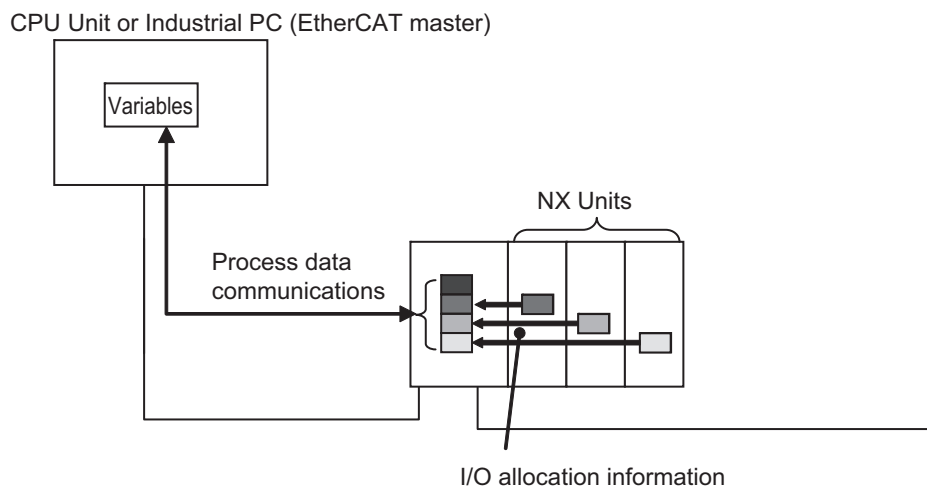 CPU Unit or Industrial PC (EtherCAT master)
Variables
NX Units
Process data
communications
I/O allocation information